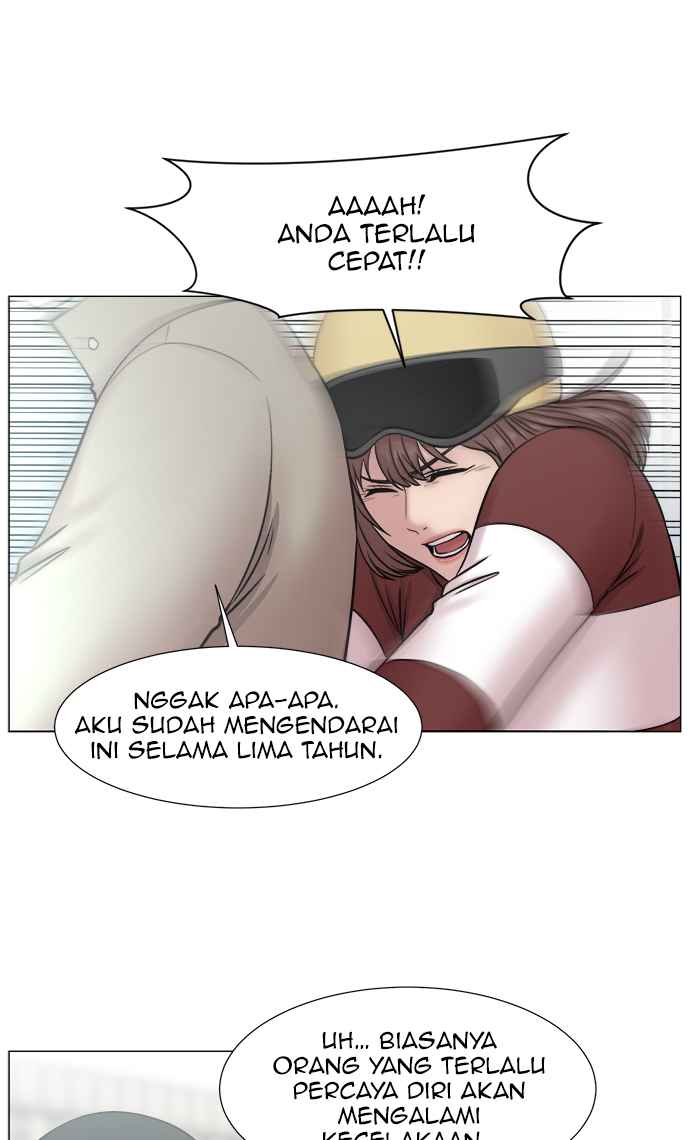 AAAAH!
ANDA TERLALU
CEPAT!!
NGGAK APA-APA.
AKU SUDAH MENGENDARAI
INI SELAMA LIMA TAHUN.
UH... BIASANYA
ORANG YANG TERLALU
PERCAYA DIRI AKAN
MENGALAMI
KECELAKAAN